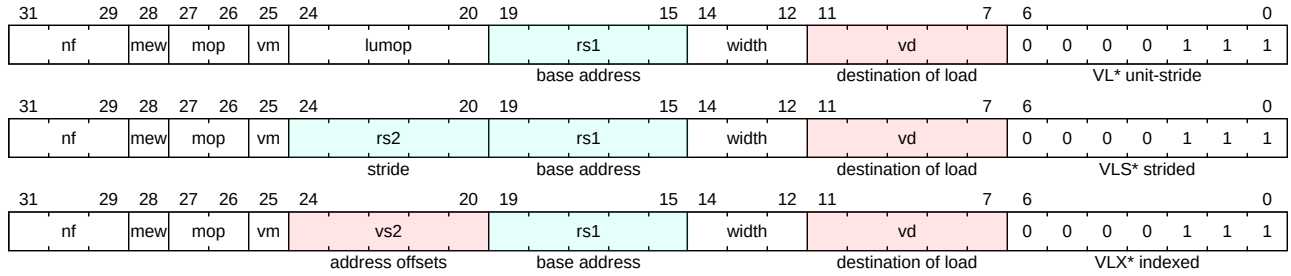 31 29 28 27 26 25 24 20 19 15 14 12 11 7 6 0
nf mew mop vm lumop rs1 width vd 0 0 0 0 1 1 1
base address destination of load VL* unit-stride
31 29 28 27 26 25 24 20 19 15 14 12 11 7 6 0
nf mew mop vm rs2 rs1 width vd 0 0 0 0 1 1 1
stride base address destination of load VLS* strided
31 29 28 27 26 25 24 20 19 15 14 12 11 7 6 0
nf mew mop vm vs2 rs1 width vd 0 0 0 0 1 1 1
address offsets base address destination of load VLX* indexed